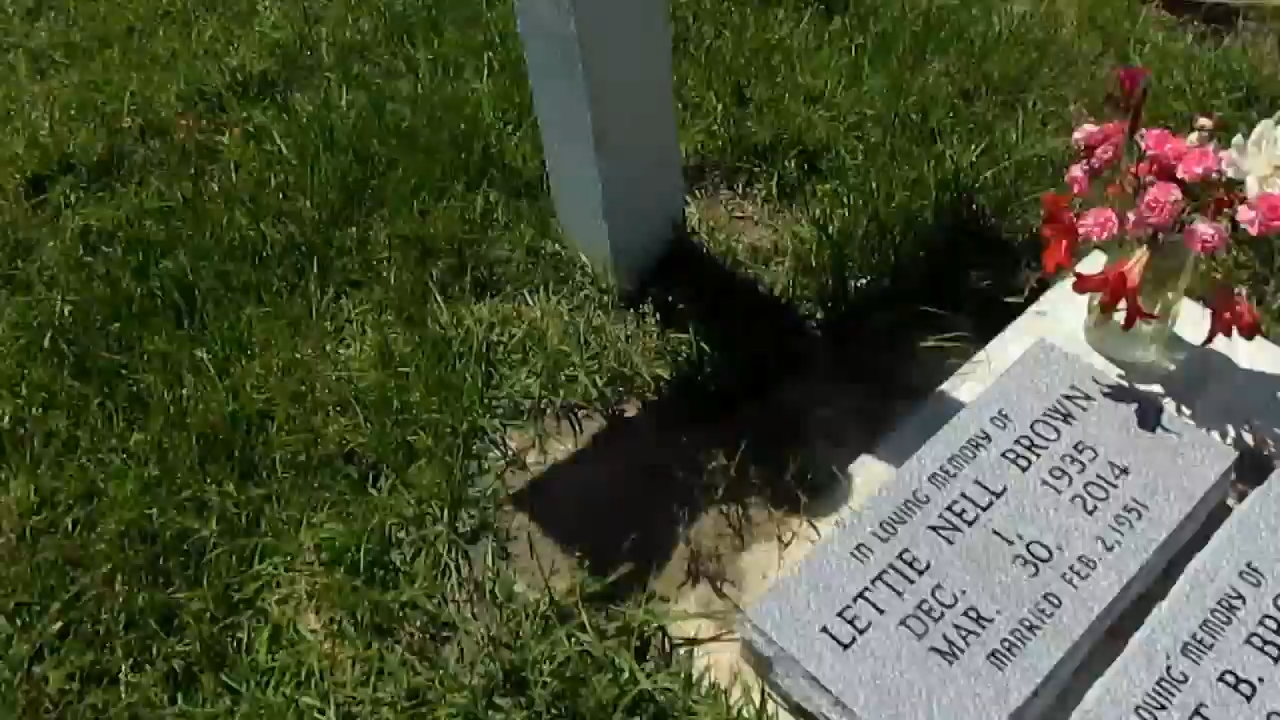 IN LOVING MEMORY OF
LETTIE NELL BROWN
DEC. 1, 1935
MAR. 30, 2014
MARRIED FEB. 2, 1951
MEMORY OF
B.